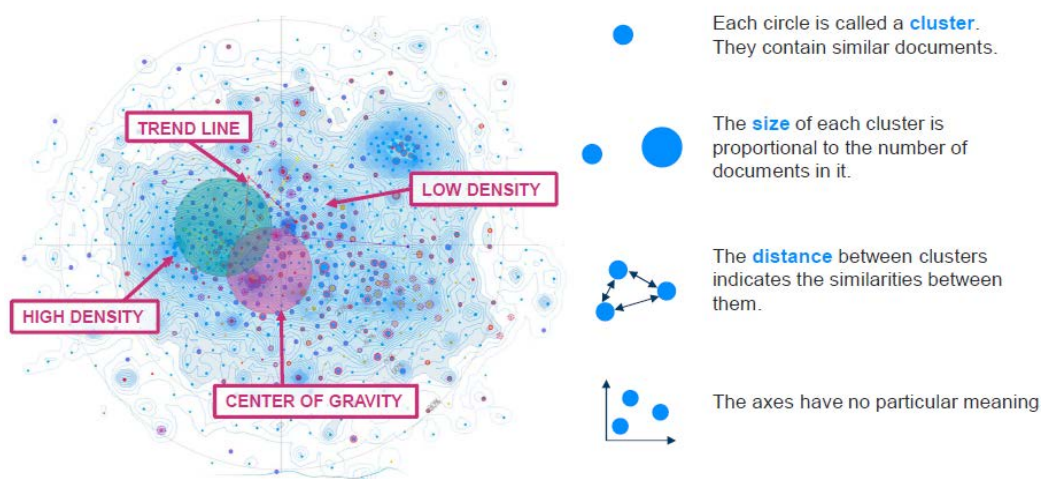 TREND LINE
LOW DENSITY
HIGH DENSITY
CENTER OF GRAVITY
Each circle is called a cluster.
They contain similar documents.
The size of each cluster is
proportional to the number of
documents in it.
The distance between clusters
indicates the similarities between
them.
The axes have no particular meaning